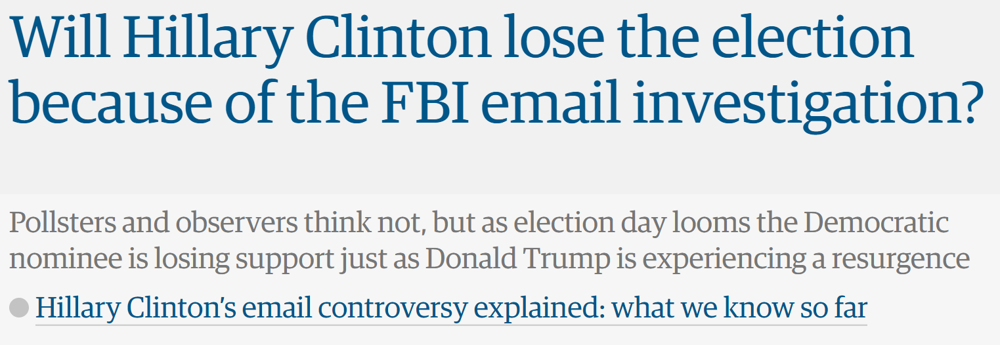 Will Hillary Clinton lose the election
because of the FBI email investigation?
Pollsters and observers think not, but as election day looms the Democratic
nominee is losing support just as Donald Trump is experiencing a resurgence
Hillary Clinton’s email controversy explained: what we know so far